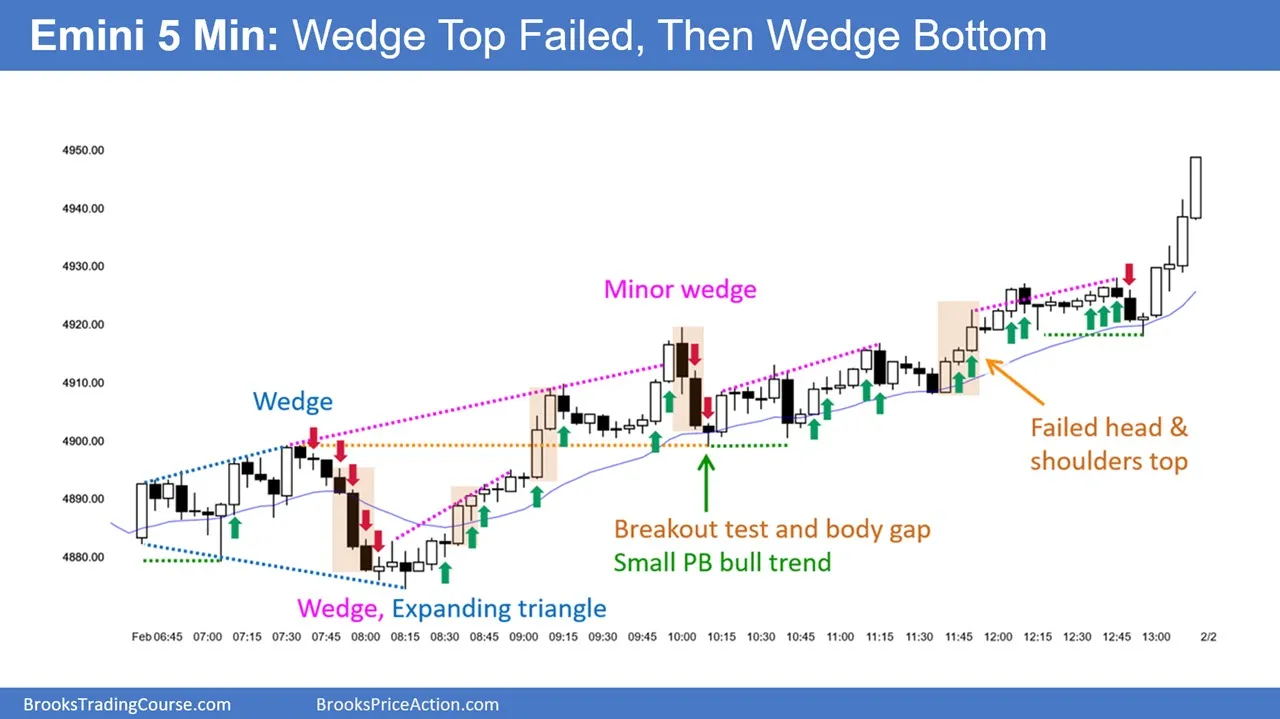 Emini 5 Min: Wedge Top Failed, Then Wedge Bottom
4950.00
4940.00
4930.00
4920.00
4910.00
4900.00
4890.00
4880.00
Minor wedge
Wedge
Failed head &
shoulders top
Breakout test and body gap
Small PB bull trend
Wedge, Expanding triangle
Feb 06:45 07:00 07:15 07:30 07:45 08:00 08:15 08:30 08:45 09:00 09:15 09:30 09:45 10:00 10:15 10:30 10:45 11:00 11:15 11:30 11:45 12:00 12:15 12:30 12:45 13:00 2/2
BrooksTradingCourse.com BrooksPriceAction.com